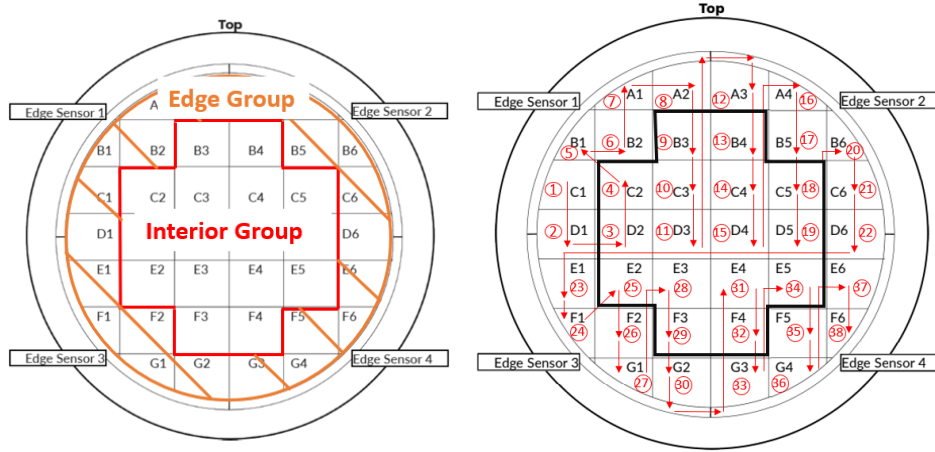 Top
Edge Sensor 1
Edge Group
Edge Sensor 2
A
B1 B2 B3 B4 B5 B6
C1 C2 C3 C4 C5 C6
D1 Interior Group D6
E1 E2 E3 E4 E5 E6
F1 F2 F3 F4 F5 F6
Edge Sensor 3
Edge Sensor 4
G1 G2 G3 G4
Top
Edge Sensor 1
Edge Sensor 2
A1 A2 A3 A4
7 8 12 16
B1 B2 B3 B4 B5 B6
5 6 9 13 17 20
1 C1 4 C2 10 C3 14 C4 18 C5 C6 21
2 D1 3 D2 11 D3 15 D4 19 D5 D6 22
E1 E2 E3 E4 E5 E6
23 25 28 31 34 37
F1 F2 F3 F4 F5 F6
24 26 29 32 35 38
Edge Sensor 3
Edge Sensor 4
G1 G2 G3 G4
27 30 33 36